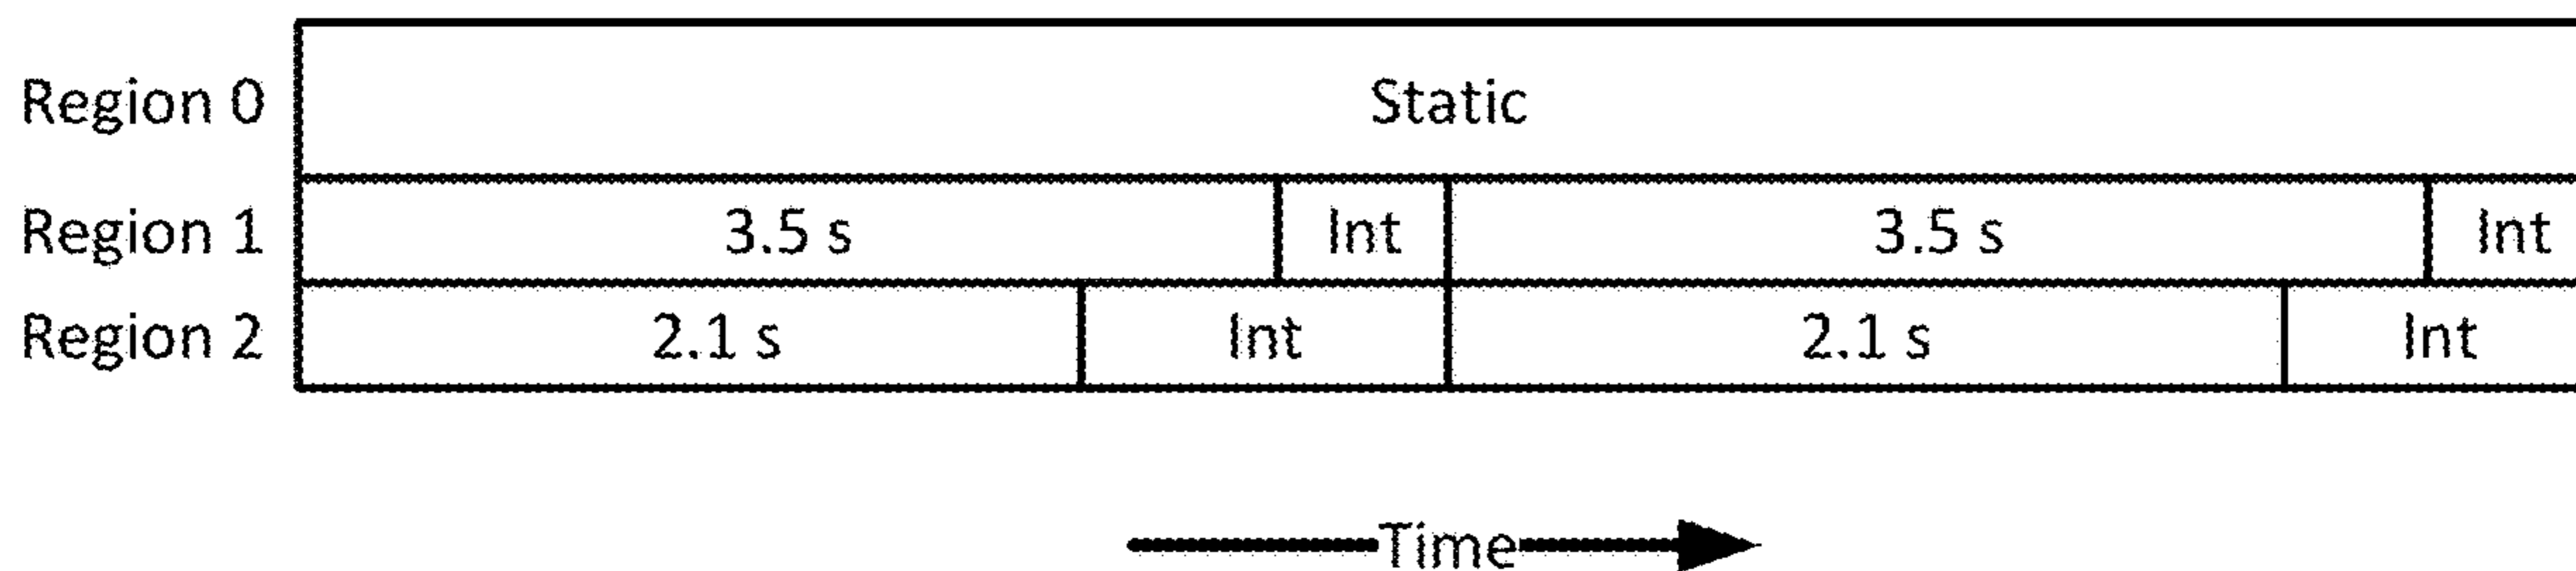 Region 0 Static
Region 1 3.5 s Int 3.5 s Int
Region 2 2.1 s Int 2.1 s Int
Time